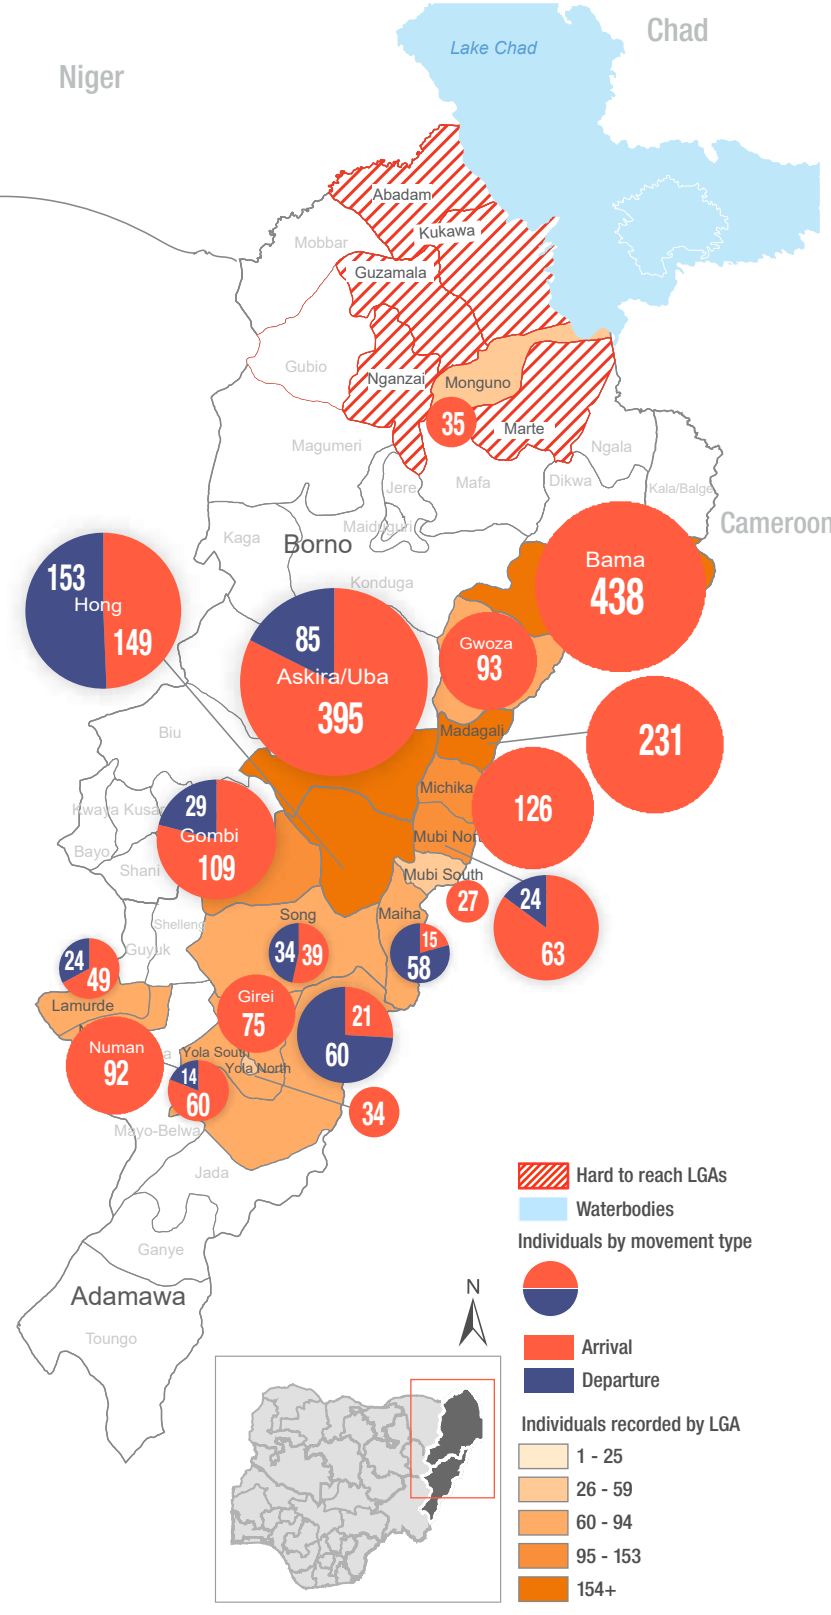 Chad
Lake Chad
Niger
Abadam
Kukawa
Mobbar
Guzamala
Gubio
Nganzai
Monguno
35
Marte
Magumeri
Ngala
Jere
Mafa
Dikwa
Kala/Balge
Maiduguri
Cameroon
Kaga
Borno
Konduga
Bama
438
153
Hong
149
85
Askira/Uba
395
Gwoza
93
Madagali
231
Biu
Michika
126
Kwaya Kusar
29
Gombi
109
Mubi Nort
Bayo
Shani
Mubi South
27
24
63
Shelleng
Song
Maiha
34
39
15
58
Guyuk
24
49
Lamurde
Girei
75
21
60
Numan
92
Yola South
Yola North
14
60
34
Mayo-Belwa
Jada
Ganye
Adamawa
Toungo
Hard to reach LGAs
Waterbodies
Individuals by movement type
N
Arrival
Departure
Individuals recorded by LGA
1 - 25
26 - 59
60 - 94
95 - 153
154+